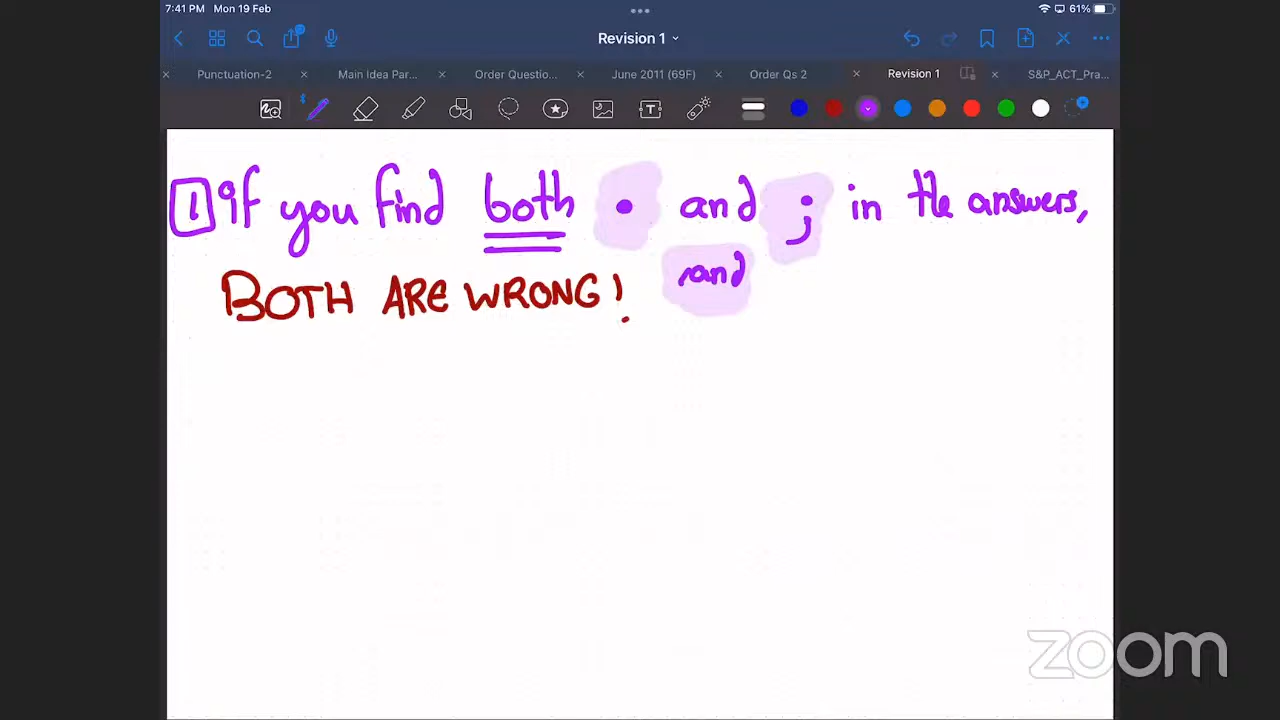 7:41 PM Mon 19 Feb
61%
Revision 1
Punctuation-2
Main Idea Par...
Order Questio...
June 2011 (69F)
Order Qs 2
Revision 1
S&P_ACT_Pra...
1 if you find both . and ; in the answers,
BOTH ARE WRONG! , and
zoom